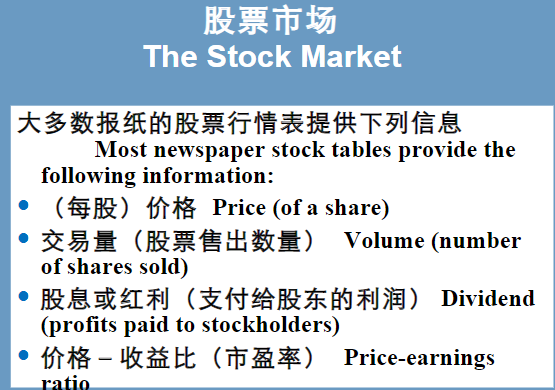 股票市场
The Stock Market
大多数报纸的股票行情表提供下列信息
Most newspaper stock tables provide the
following information:
• （每股）价格 Price (of a share)
• 交易量（股票售出数量） Volume (number
of shares sold)
• 股息或红利（支付给股东的利润） Dividend
(profits paid to stockholders)
• 价格 – 收益比（市盈率） Price-earnings
ratio